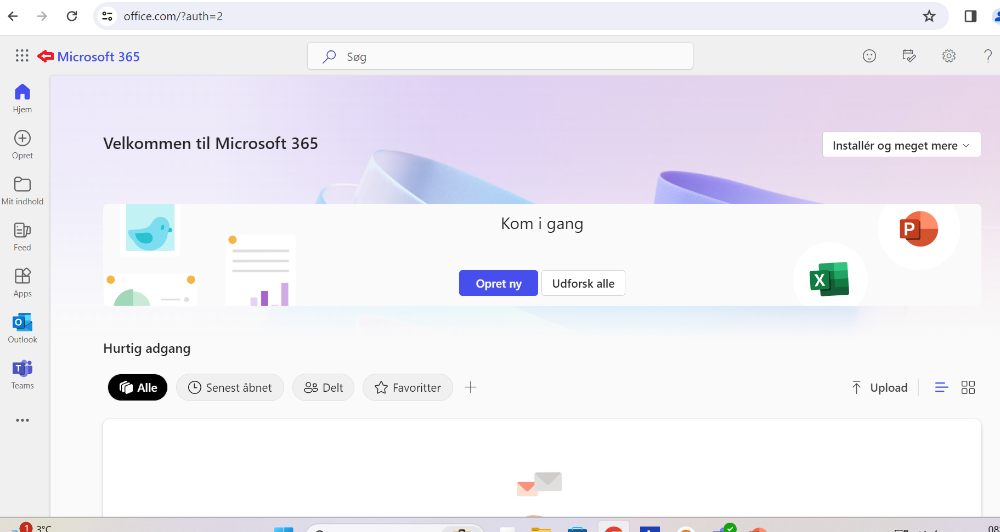 office.com/?auth=2
Microsoft 365
Søg
Hjem
Opret
Mit indhold
Feed
Apps
Outlook
Teams
Velkommen til Microsoft 365
Installér og meget mere
Kom i gang
Opret ny
Udforsk alle
P
X
O
T
Hurtig adgang
Alle
Senest åbnet
Delt
Favoritter
Upload
1
3°C